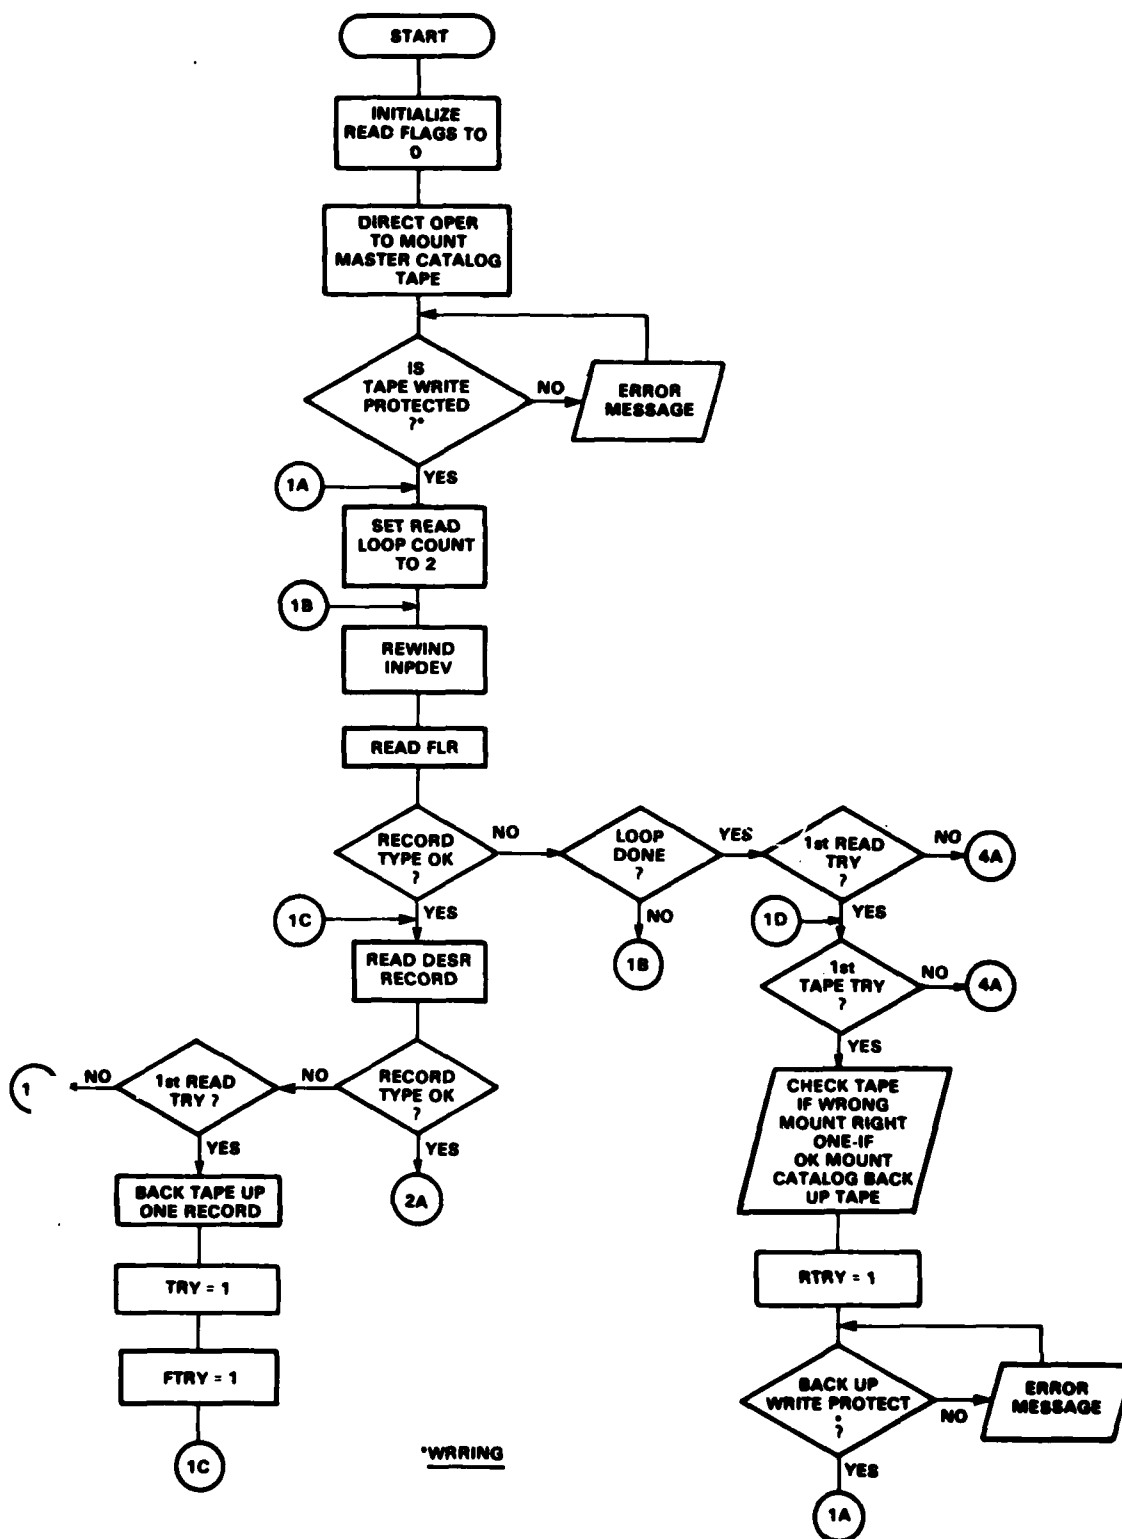 START
INITIALIZE
READ FLAGS TO
0
DIRECT OPER
TO MOUNT
MASTER CATALOG
TAPE
IS
TAPE WRITE
PROTECTED
?*
NO
ERROR
MESSAGE
YES
1A
SET READ
LOOP COUNT
TO 2
1B
REWIND
INPDEV
READ FLR
RECORD
TYPE OK
?
NO
LOOP
DONE
?
YES
1st READ
TRY
?
NO
4A
YES
1C
NO
1B
1D
YES
READ DESR
RECORD
1st
TAPE TRY
?
NO
4A
YES
RECORD
TYPE OK
?
NO
1st READ
TRY ?
NO
1
YES
2A
YES
BACK TAPE UP
ONE RECORD
TRY = 1
FTRY = 1
1C
CHECK TAPE
IF WRONG
MOUNT RIGHT
ONE-IF
OK MOUNT
CATALOG BACK
UP TAPE
RTRY = 1
BACK UP
WRITE PROTECT
*
?
NO
ERROR
MESSAGE
YES
1A
*WRRING